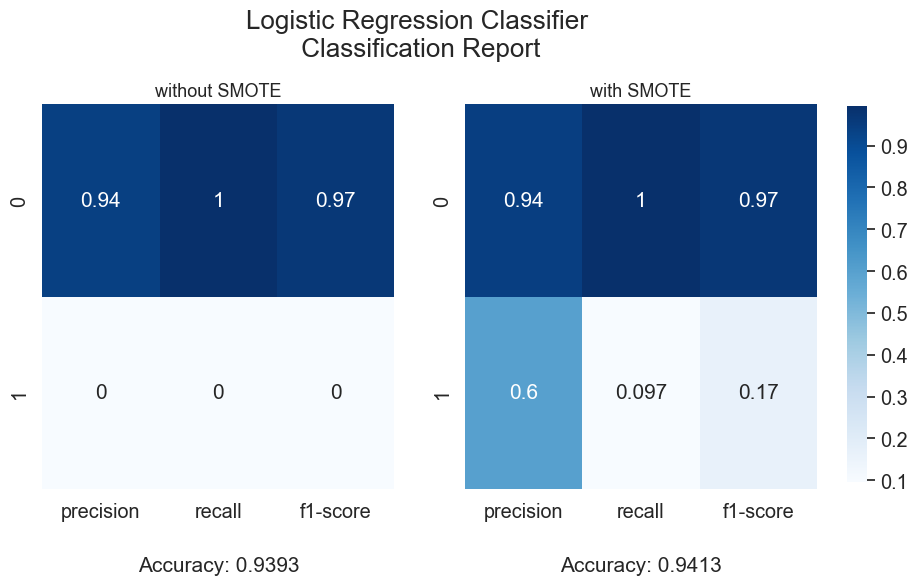 Logistic Regression Classifier
Classification Report
without SMOTE
0
0.94 1 0.97
1
0 0 0
precision recall f1-score
Accuracy: 0.9393
with SMOTE
0
0.94 1 0.97
1
0.6 0.097 0.17
precision recall f1-score
Accuracy: 0.9413
0.9
0.8
0.7
0.6
0.5
0.4
0.3
0.2
0.1